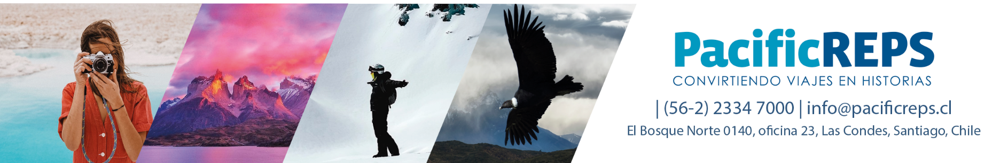 PacificREPS
CONVIRTIENDO VIAJES EN HISTORIAS
| (56-2) 2334 7000 | info@pacificreps.cl
El Bosque Norte 0140, oficina 23, Las Condes, Santiago, Chile